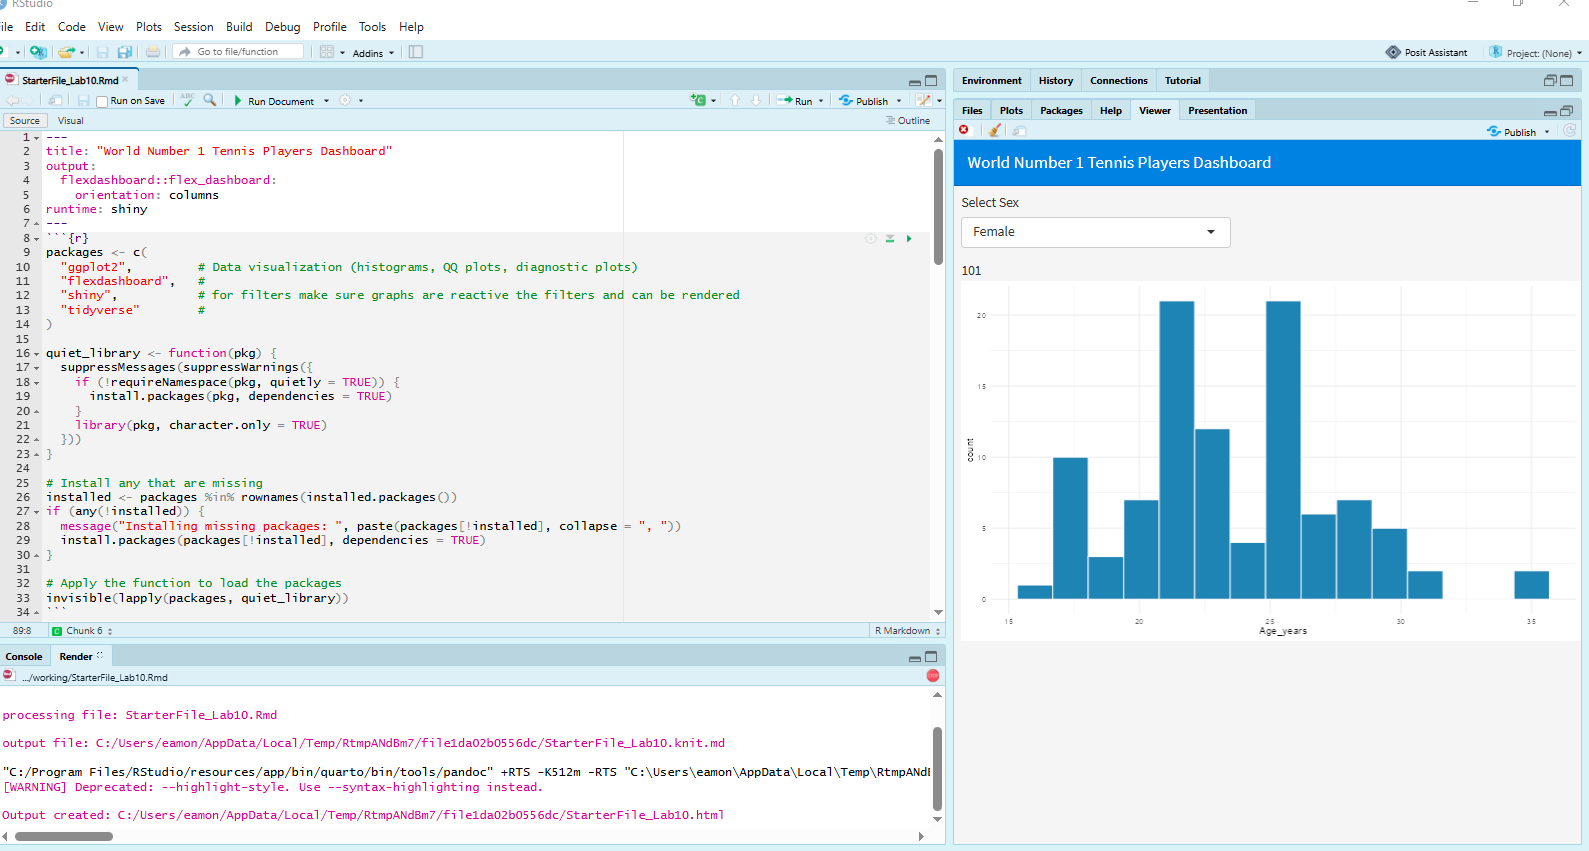 RStudio
File Edit Code View Plots Session Build Debug Profile Tools Help
Go to file/function Addins Posit Assistant Project: (None)
StarterFile_Lab10.Rmd
Run on Save ABC Run Document Run Publish
Source Visual Outline
1 ---
2 title: "World Number 1 Tennis Players Dashboard"
3 output:
4 flexdashboard::flex_dashboard:
5 orientation: columns
6 runtime: shiny
7 ---
8 ```{r}
9 packages <- c(
10 "ggplot2", # Data visualization (histograms, QQ plots, diagnostic plots)
11 "flexdashboard", #
12 "shiny", # for filters make sure graphs are reactive the filters and can be rendered
13 "tidyverse" #
14 )
15
16 quiet_library <- function(pkg) {
17 suppressMessages(suppressWarnings({
18 if (!requireNamespace(pkg, quietly = TRUE)) {
19 install.packages(pkg, dependencies = TRUE)
20 }
21 library(pkg, character.only = TRUE)
22 }))
23 }
24
25 # Install any that are missing
26 installed <- packages %in% rownames(installed.packages())
27 if (any(!installed)) {
28 message("Installing missing packages: ", paste(packages[!installed], collapse = ", "))
29 install.packages(packages[!installed], dependencies = TRUE)
30 }
31
32 # Apply the function to load the packages
33 invisible(lapply(packages, quiet_library))
34 ```
89:8 Chunk 6 R Markdown
Console Render
.../working/StarterFile_Lab10.Rmd
processing file: StarterFile_Lab10.Rmd
output file: C:/Users/eamon/AppData/Local/Temp/RtmpANdBm7/file1da02b0556dc/StarterFile_Lab10.knit.md
"C:/Program Files/RStudio/resources/app/bin/quarto/bin/tools/pandoc" +RTS -K512m -RTS "C:\Users\eamon\AppData\Local\Temp\RtmpANdB
[WARNING] Deprecated: --highlight-style. Use --syntax-highlighting instead.
Output created: C:/Users/eamon/AppData/Local/Temp/RtmpANdBm7/file1da02b0556dc/StarterFile_Lab10.html
Environment History Connections Tutorial
Files Plots Packages Help Viewer Presentation
Publish
World Number 1 Tennis Players Dashboard
Select Sex
Female
101
20
15
10
5
0
count
15 20 25 30 35
Age_years